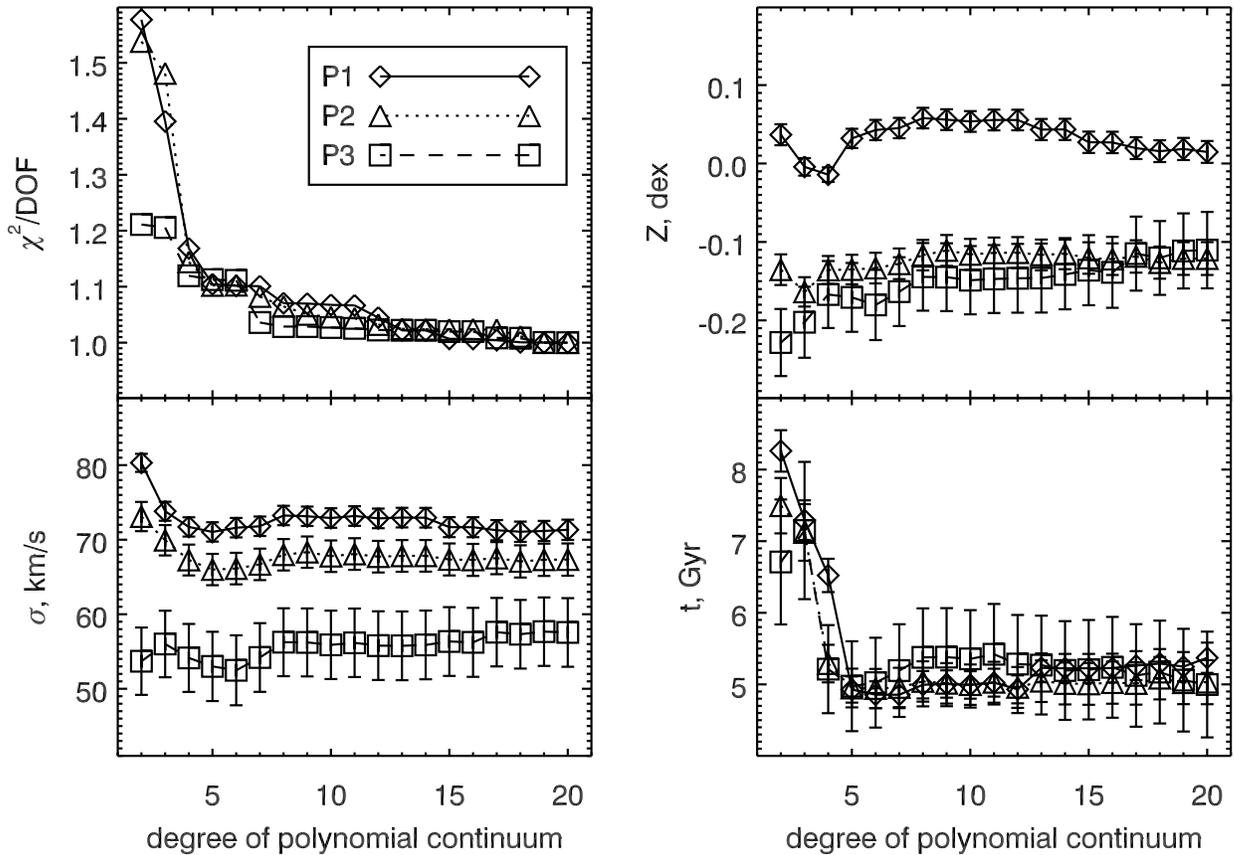 1.5
1.4
1.3
1.2
1.1
1.0
χ²/DOF
P1
P2
P3
0.1
0.0
-0.1
-0.2
Z, dex
80
70
60
50
σ, km/s
5
10
15
20
degree of polynomial continuum
8
7
6
5
t, Gyr
5
10
15
20
degree of polynomial continuum